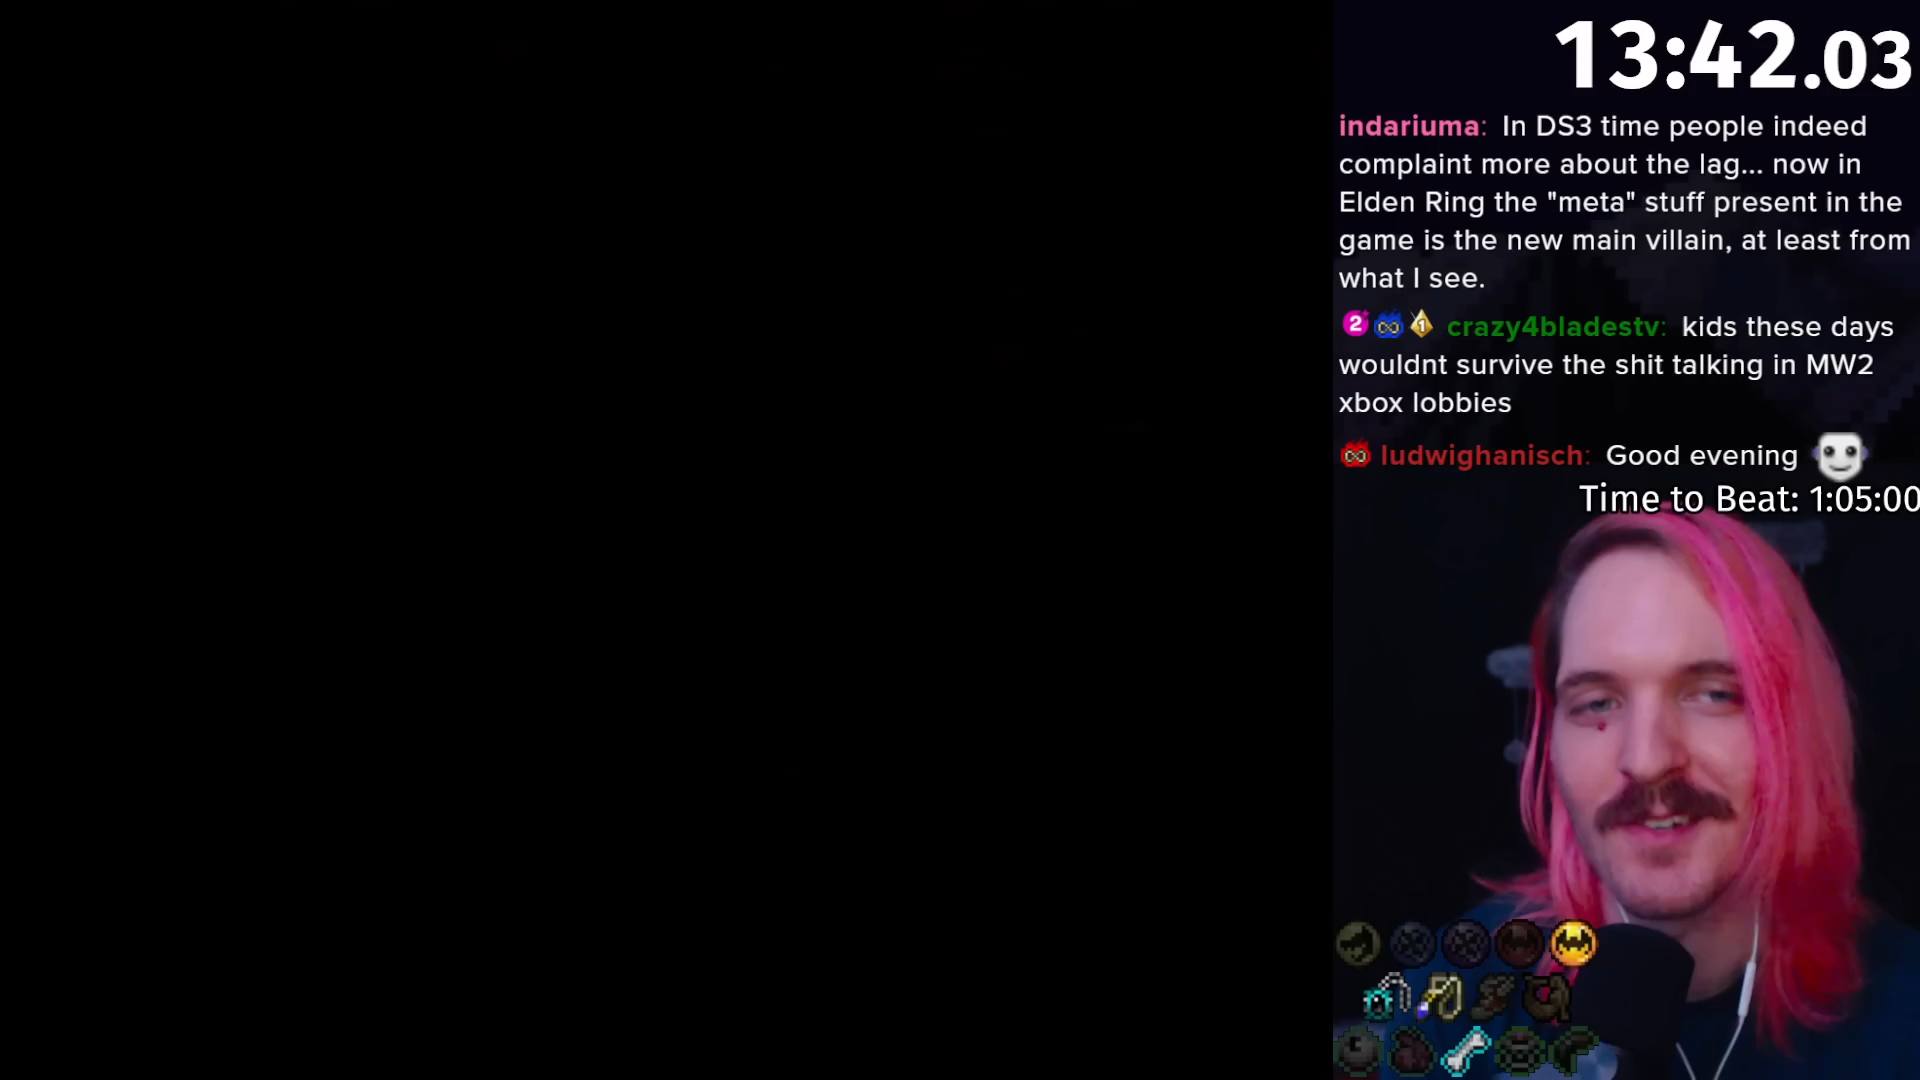 13:42.03
indariuma: In DS3 time people indeed
complaint more about the lag... now in
Elden Ring the "meta" stuff present in the
game is the new main villain, at least from
what I see.
2 1 crazy4bladestv: kids these days
wouldnt survive the shit talking in MW2
xbox lobbies
ludwighanisch: Good evening
Time to Beat: 1:05:00